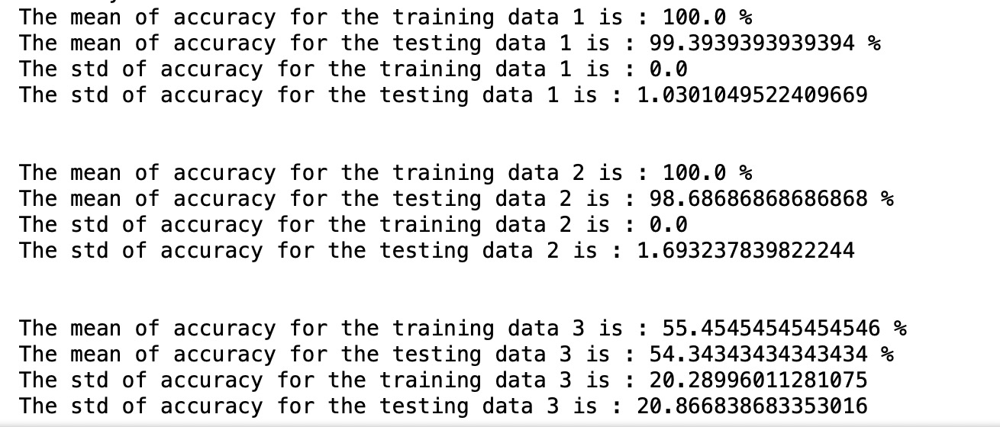 The mean of accuracy for the training data 1 is : 100.0 %
The mean of accuracy for the testing data 1 is : 99.3939393939394 %
The std of accuracy for the training data 1 is : 0.0
The std of accuracy for the testing data 1 is : 1.0301049522409669
The mean of accuracy for the training data 2 is : 100.0 %
The mean of accuracy for the testing data 2 is : 98.68686868686868 %
The std of accuracy for the training data 2 is : 0.0
The std of accuracy for the testing data 2 is : 1.693237839822244
The mean of accuracy for the training data 3 is : 55.45454545454546 %
The mean of accuracy for the testing data 3 is : 54.34343434343434 %
The std of accuracy for the training data 3 is : 20.28996011281075
The std of accuracy for the testing data 3 is : 20.866838683353016